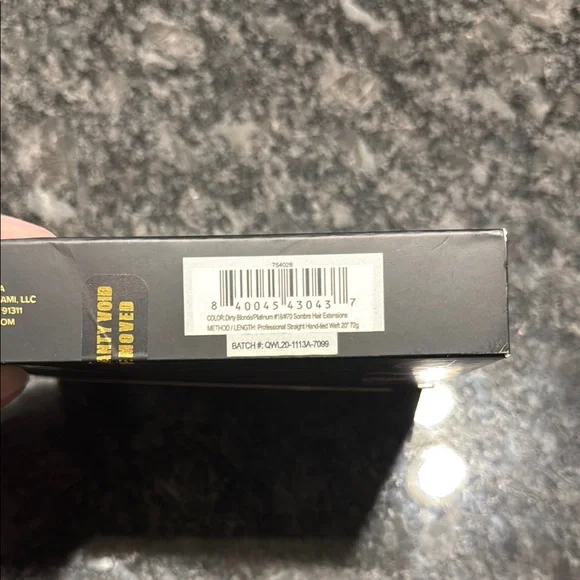 A
AMI, LLC
91311
OM
ANTY VOID
EMOVED
754028
8 40045 43043 7
COLOR: Dirty Blonde/Platinum #18/#70 Sombre Hair Extensions
METHOD / LENGTH: Professional Straight Hand-tied Weft 20" 72g
BATCH #: QWL20-1113A-7099